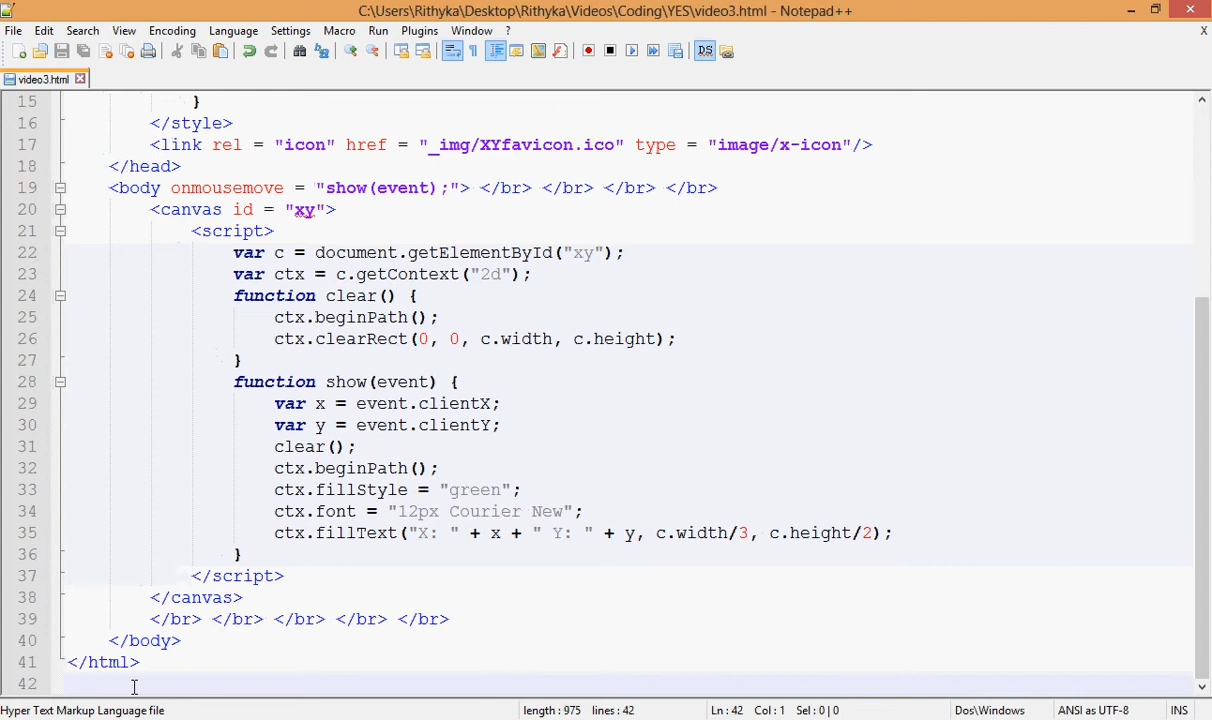 C:\Users\Rithyka\Desktop\Rithyka\Videos\Coding\YES\video3.html - Notepad++
File Edit Search View Encoding Language Settings Macro Run Plugins Window ? X
video3.html
15 }
16 </style>
17 <link rel = "icon" href = "_img/XYfavicon.ico" type = "image/x-icon"/>
18 </head>
19 <body onmousemove = "show(event);"> </br> </br> </br> </br>
20 <canvas id = "xy">
21 <script>
22 var c = document.getElementById("xy");
23 var ctx = c.getContext("2d");
24 function clear() {
25 ctx.beginPath();
26 ctx.clearRect(0, 0, c.width, c.height);
27 }
28 function show(event) {
29 var x = event.clientX;
30 var y = event.clientY;
31 clear();
32 ctx.beginPath();
33 ctx.fillStyle = "green";
34 ctx.font = "12px Courier New";
35 ctx.fillText("X: " + x + " Y: " + y, c.width/3, c.height/2);
36 }
37 </script>
38 </canvas>
39 </br> </br> </br> </br> </br>
40 </body>
41 </html>
42
Hyper Text Markup Language file length : 975 lines : 42 Ln : 42 Col : 1 Sel : 0 | 0 Dos\Windows ANSI as UTF-8 INS